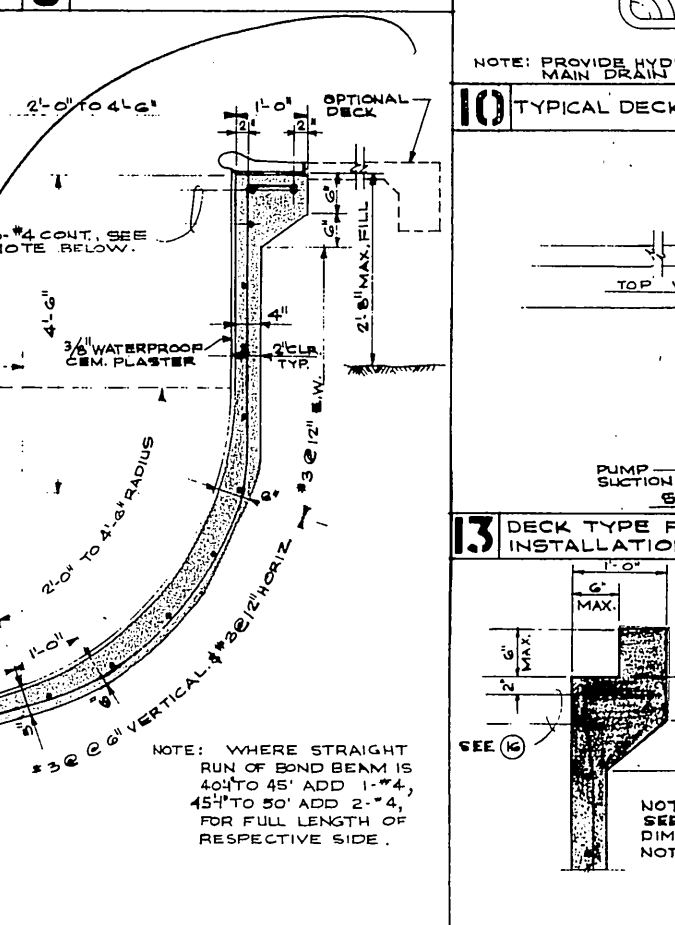 2'-0" TO 4'-6"
1'-0"
2"
2"
OPTIONAL
DECK
#4 CONT., SEE
NOTE BELOW.
6"
6"
2'-8" MAX. FILL
4'-6"
4"
3/8" WATERPROOF
CEM. PLASTER
2" CLR.
TYP.
#3 @ 12" E.W.
2'-0" TO 4'-6" RADIUS
6"
1'-0"
6"
5"
#3 @ @ 6" VERTICAL. & #3 @ 12" HORIZ
NOTE: WHERE STRAIGHT
RUN OF BOND BEAM IS
40'1" TO 45' ADD 1-#4,
45'1" TO 50' ADD 2-#4,
FOR FULL LENGTH OF
RESPECTIVE SIDE.
NOTE: PROVIDE HYD
MAIN DRAIN
10 TYPICAL DECK
TOP
PUMP
SUCTION
13 DECK TYPE F
INSTALLATION
1'-0"
6"
MAX.
6"
MAX.
2"
SEE 16
NOT
SEE
DIM
NOT